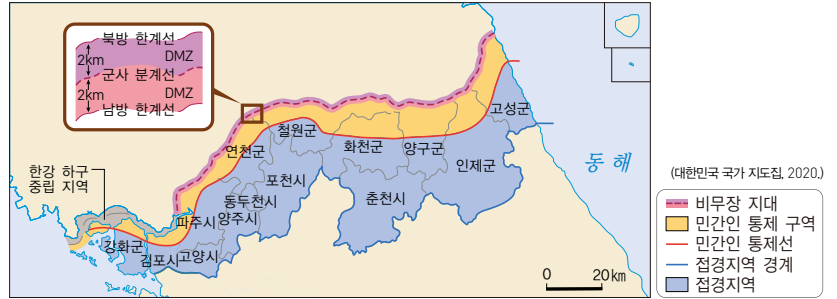 북방 한계선
DMZ
2km
군사 분계선
2km
DMZ
남방 한계선
고성군
철원군
연천군
화천군
양구군
인제군
동 해
한강 하구
중립 지역
포천시
동두천시
춘천시
양주시
파주시
강화군
김포시
고양시
0 20km
(대한민국 국가 지도집, 2020.)
비무장 지대
민간인 통제 구역
민간인 통제선
접경지역 경계
접경지역